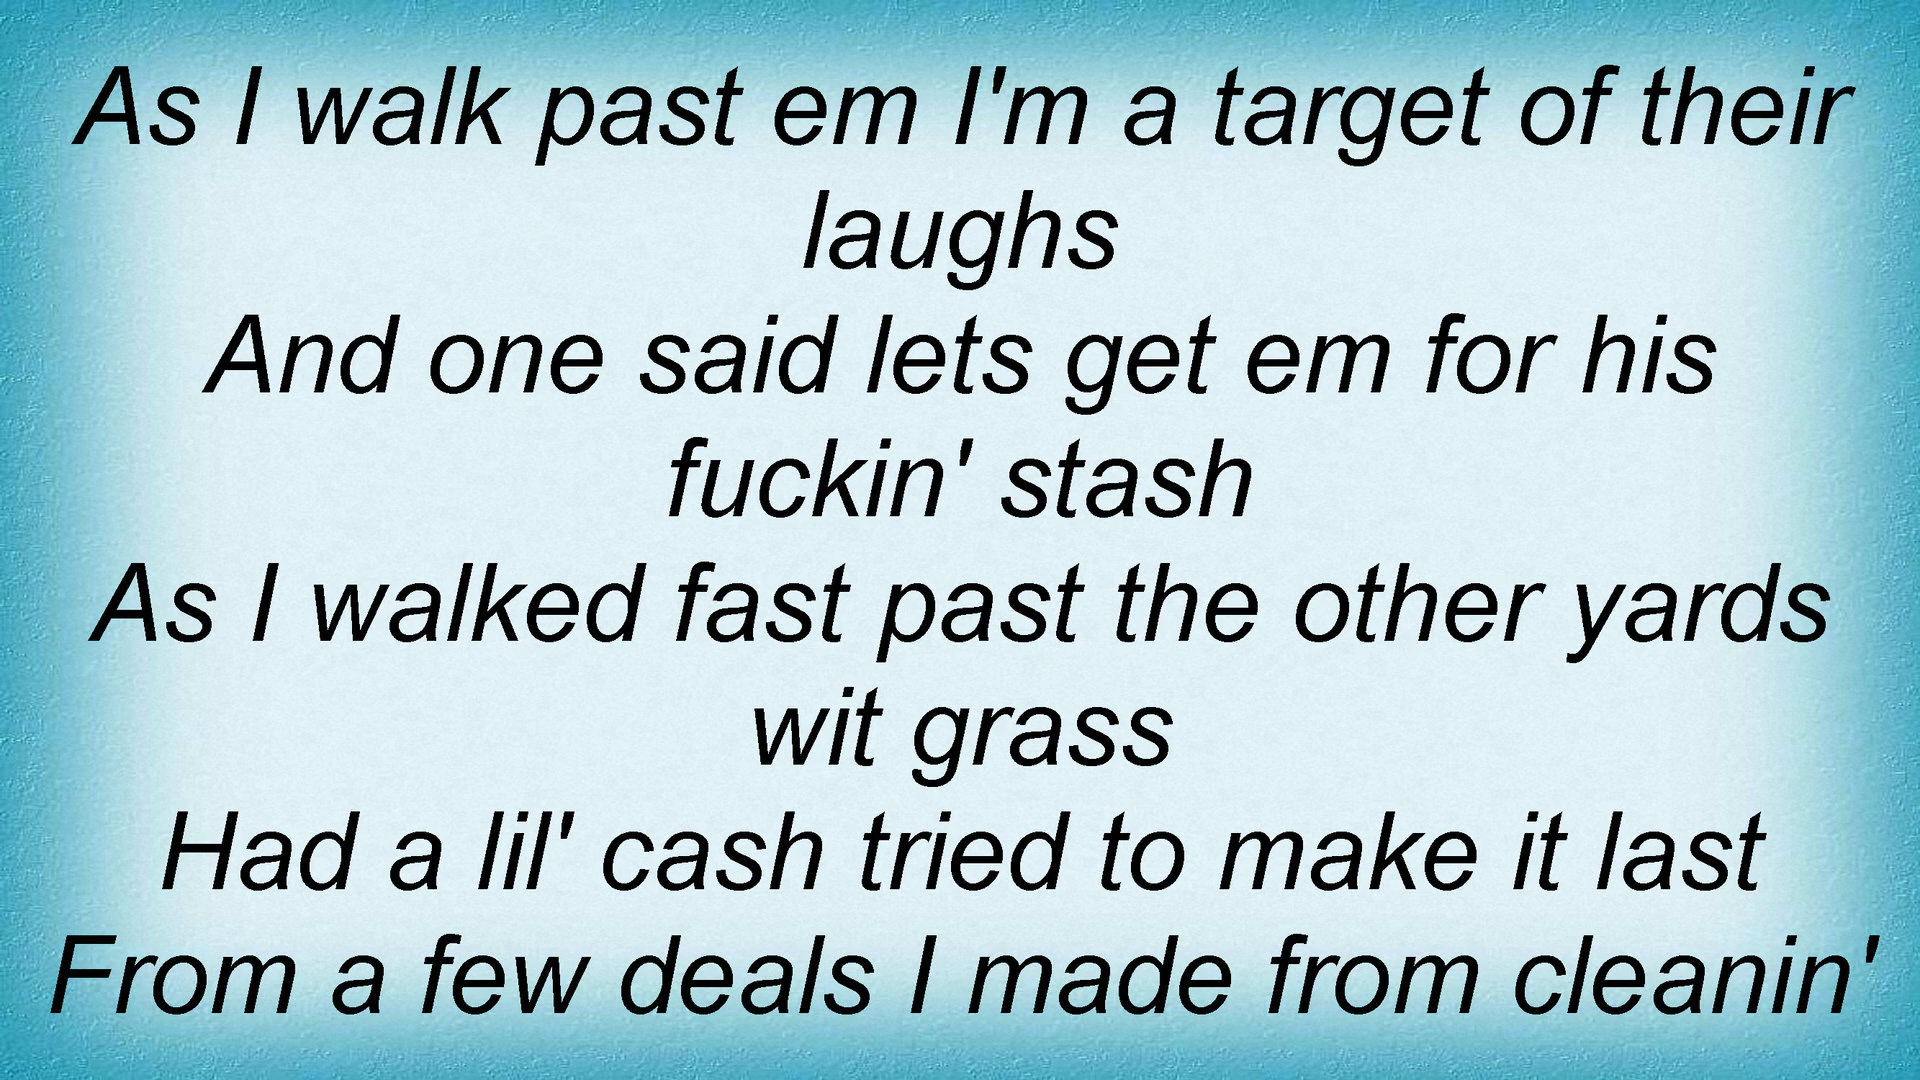 As I walk past em I'm a target of their
laughs
And one said lets get em for his
fuckin' stash
As I walked fast past the other yards
wit grass
Had a lil' cash tried to make it last
From a few deals I made from cleanin'